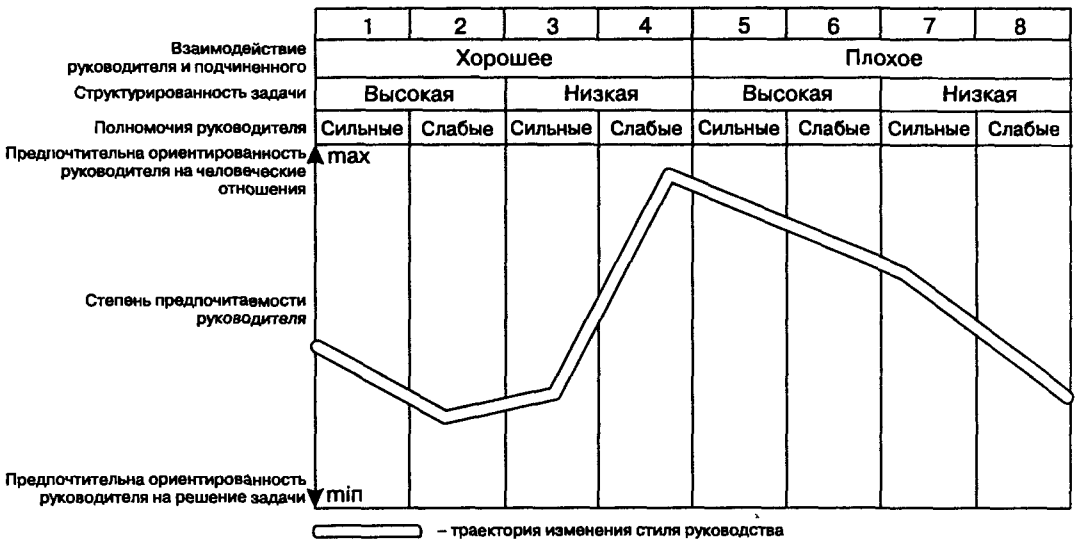 1 2 3 4 5 6 7 8
Взаимодействие
руководителя и подчиненного
Хорошее Плохое
Структурированность задачи Высокая Низкая Высокая Низкая
Полномочия руководителя Сильные Слабые Сильные Слабые Сильные Слабые Сильные Слабые
Предпочтительна ориентированность
руководителя на человеческие
отношения
max
Степень предпочитаемости
руководителя
Предпочтительна ориентированность
руководителя на решение задачи
min
– траектория изменения стиля руководства